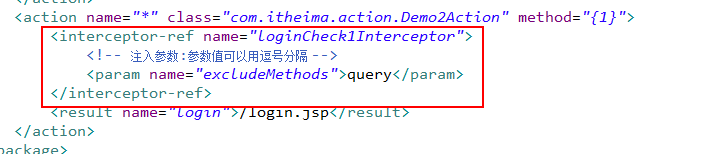 </action>
<action name="*" class="com.itheima.action.Demo2Action" method="{1}">
<interceptor-ref name="loginCheck1Interceptor">
<!-- 注入参数:参数值可以用逗号分隔 -->
<param name="excludeMethods">query</param>
</interceptor-ref>
<result name="login">/login.jsp</result>
</action>
package>